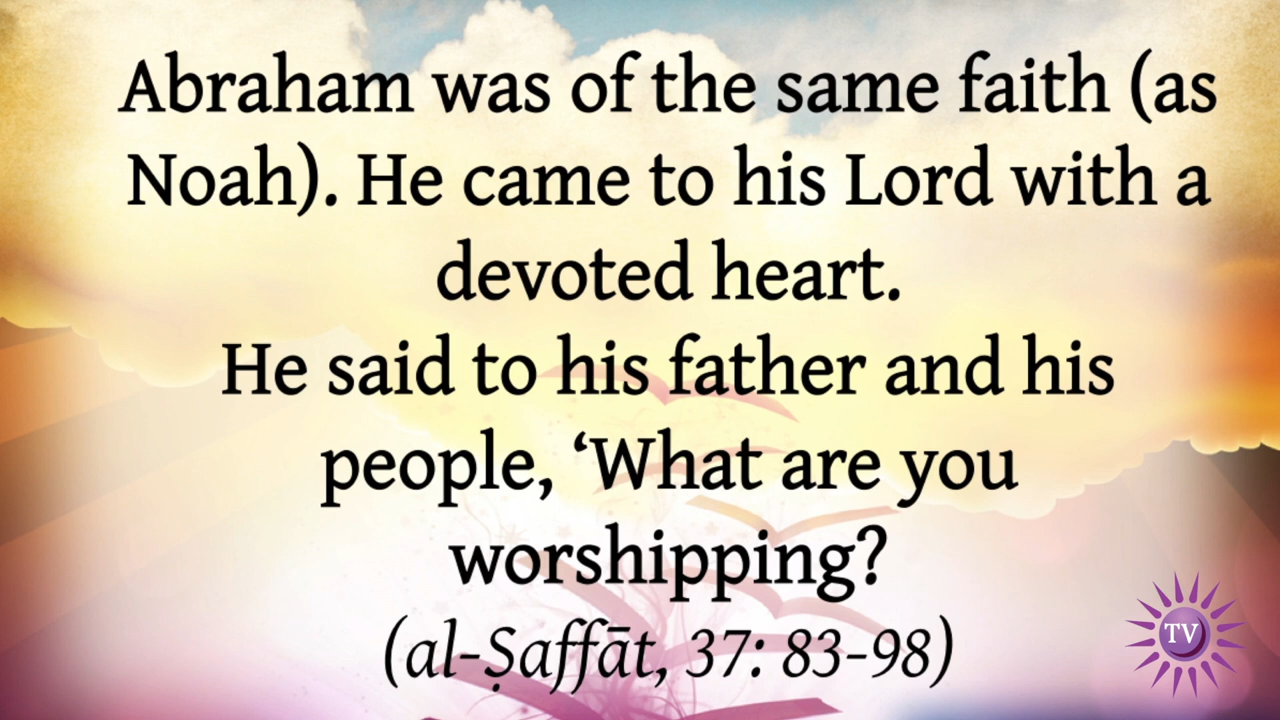 Abraham was of the same faith (as
Noah). He came to his Lord with a
devoted heart.
He said to his father and his
people, ‘What are you
worshipping?
(al-Ṣaffāt, 37: 83-98)
TV